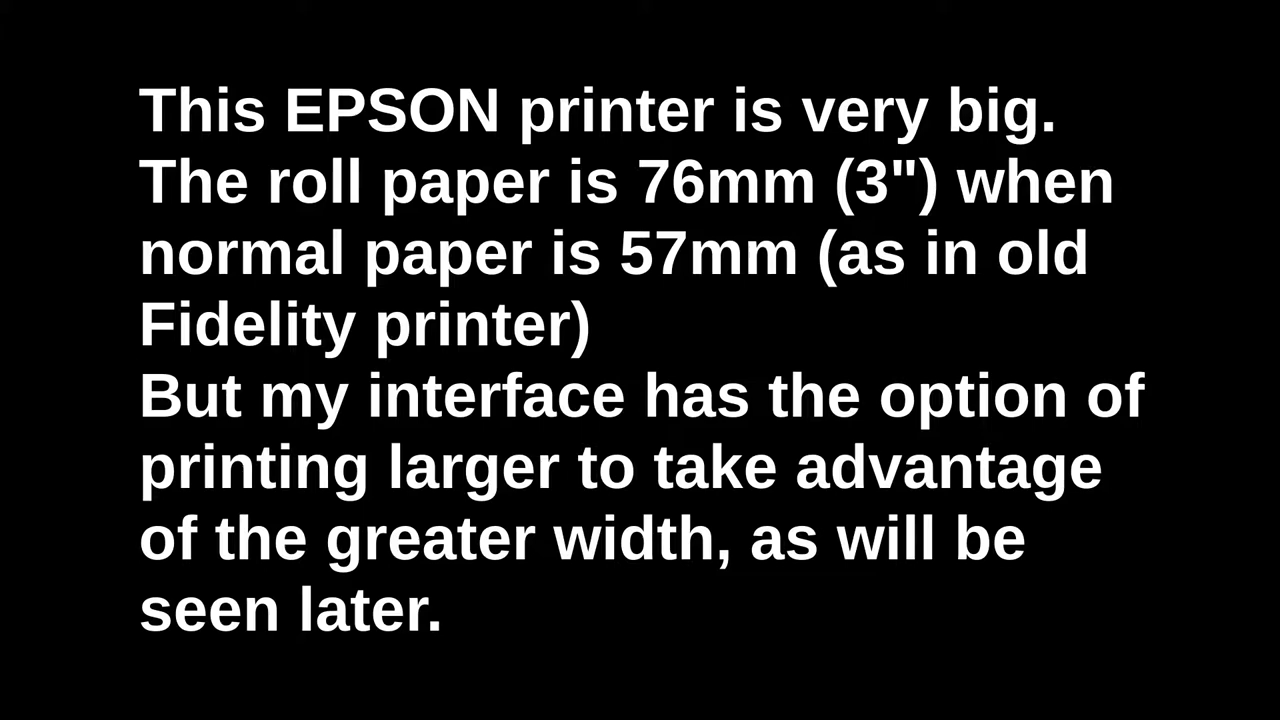 This EPSON printer is very big.
The roll paper is 76mm (3") when
normal paper is 57mm (as in old
Fidelity printer)
But my interface has the option of
printing larger to take advantage
of the greater width, as will be
seen later.